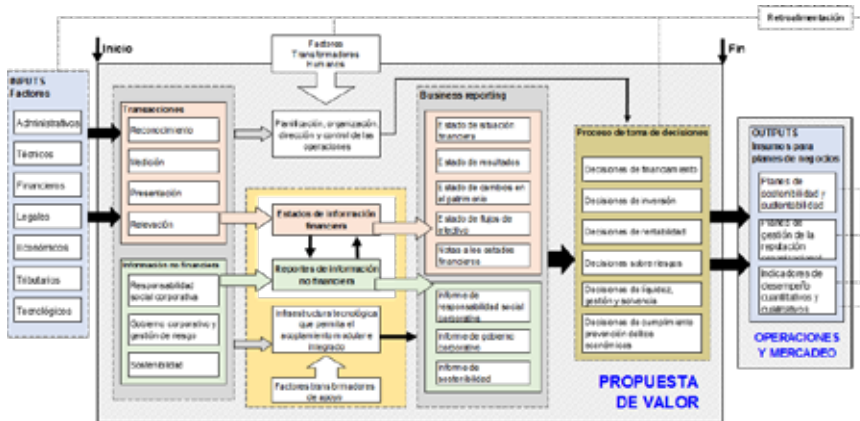 Retroalimentación
Inicio
Fin
Factores
Transformadores
Humanos
INPUTS
Factores
Administrativos
Técnicos
Financieros
Legales
Económicos
Tributarios
Tecnológicos
Transacciones
Reconocimiento
Medición
Presentación
Revelación
Información no financiera
Responsabilidad
social corporativa
Gobierno corporativo y
gestión de riesgo
Sostenibilidad
Planificación, organización,
dirección y control de las
operaciones
Estados de información
financiera
Reportes de información
no financiera
Infraestructura tecnológica
que permita el
acoplamiento modular e
integrado
Factores transformadores
de apoyo
Business reporting
Estado de situación
financiera
Estado de resultados
Estado de cambios en
el patrimonio
Estado de flujos de
efectivo
Notas a los estados
financieros
Informe de
responsabilidad social
corporativa
Informe de gobierno
corporativo
Informe de
sostenibilidad
Proceso de toma de decisiones
Decisiones de financiamiento
Decisiones de inversión
Decisiones de rentabilidad
Decisiones sobre riesgos
Decisiones de liquidez,
gestión y solvencia
Decisiones de cumplimiento
prevención delitos
económicos
PROPUESTA
DE VALOR
OUTPUTS
Insumos para
planes de negocios
Planes de
sostenibilidad y
sustentabilidad
Planes de
gestión de la
reputación
organizacional
Indicadores de
desempeño
cuantitativos y
cualitativos
OPERACIONES
Y MERCADEO